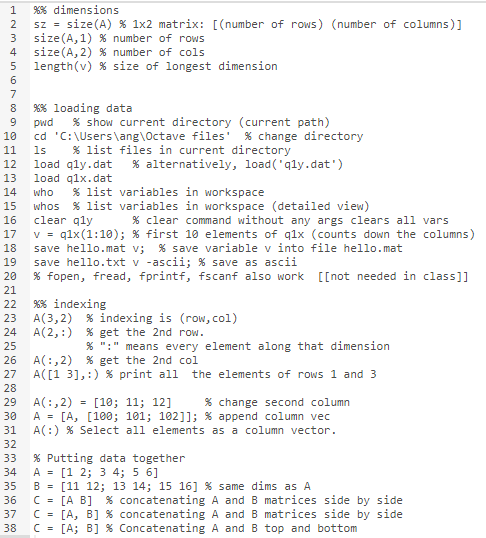 1 %% dimensions
2 sz = size(A) % 1x2 matrix: [(number of rows) (number of columns)]
3 size(A,1) % number of rows
4 size(A,2) % number of cols
5 length(v) % size of longest dimension
6
7
8 %% loading data
9 pwd   % show current directory (current path)
10 cd 'C:\Users\ang\Octave files'  % change directory
11 ls    % list files in current directory
12 load q1y.dat   % alternatively, load('q1y.dat')
13 load q1x.dat
14 who   % list variables in workspace
15 whos  % list variables in workspace (detailed view)
16 clear q1y      % clear command without any args clears all vars
17 v = q1x(1:10); % first 10 elements of q1x (counts down the columns)
18 save hello.mat v;  % save variable v into file hello.mat
19 save hello.txt v -ascii; % save as ascii
20 % fopen, fread, fprintf, fscanf also work  [[not needed in class]]
21
22 %% indexing
23 A(3,2)  % indexing is (row,col)
24 A(2,:)  % get the 2nd row.
25         % ":" means every element along that dimension
26 A(:,2)  % get the 2nd col
27 A([1 3],:) % print all  the elements of rows 1 and 3
28
29 A(:,2) = [10; 11; 12]     % change second column
30 A = [A, [100; 101; 102]]; % append column vec
31 A(:) % Select all elements as a column vector.
32
33 % Putting data together
34 A = [1 2; 3 4; 5 6]
35 B = [11 12; 13 14; 15 16] % same dims as A
36 C = [A B]  % concatenating A and B matrices side by side
37 C = [A, B] % concatenating A and B matrices side by side
38 C = [A; B] % Concatenating A and B top and bottom